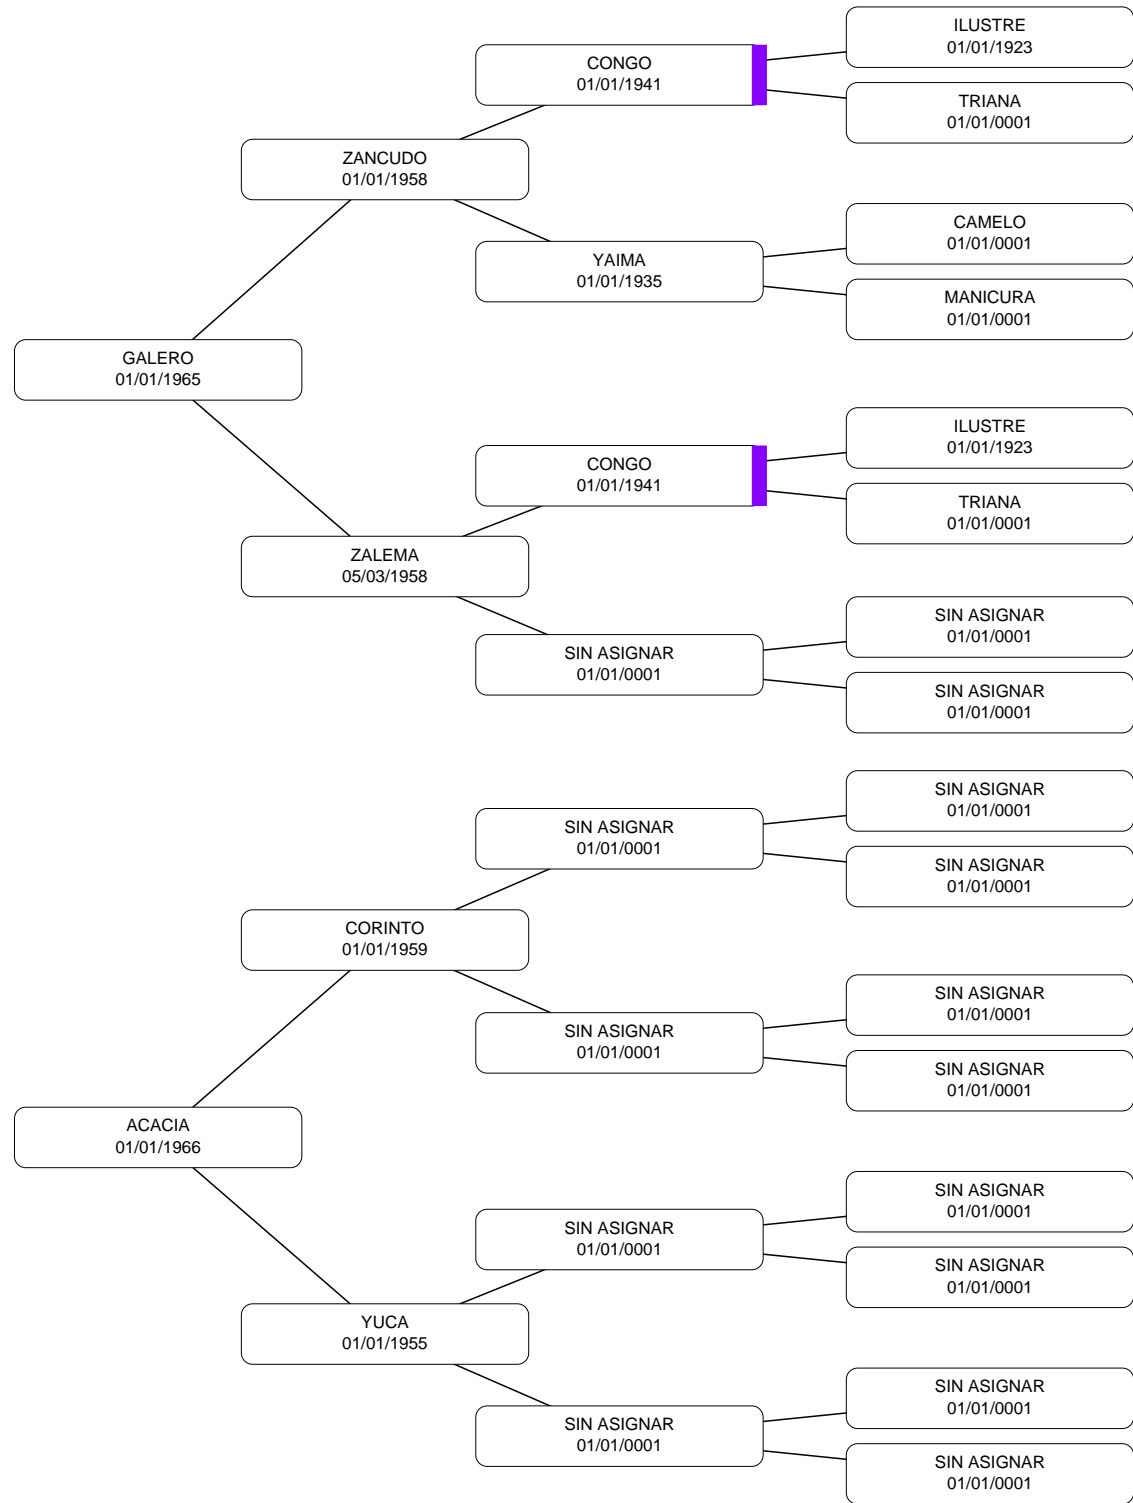 ILUSTRE
01/01/1923
CONGO
01/01/1941
TRIANA
01/01/0001
ZANCUDO
01/01/1958
CAMELO
01/01/0001
YAIMA
01/01/1935
MANICURA
01/01/0001
GALERO
01/01/1965
ILUSTRE
01/01/1923
CONGO
01/01/1941
TRIANA
01/01/0001
ZALEMA
05/03/1958
SIN ASIGNAR
01/01/0001
SIN ASIGNAR
01/01/0001
SIN ASIGNAR
01/01/0001
SIN ASIGNAR
01/01/0001
SIN ASIGNAR
01/01/0001
SIN ASIGNAR
01/01/0001
CORINTO
01/01/1959
SIN ASIGNAR
01/01/0001
SIN ASIGNAR
01/01/0001
SIN ASIGNAR
01/01/0001
ACACIA
01/01/1966
SIN ASIGNAR
01/01/0001
SIN ASIGNAR
01/01/0001
SIN ASIGNAR
01/01/0001
YUCA
01/01/1955
SIN ASIGNAR
01/01/0001
SIN ASIGNAR
01/01/0001
SIN ASIGNAR
01/01/0001